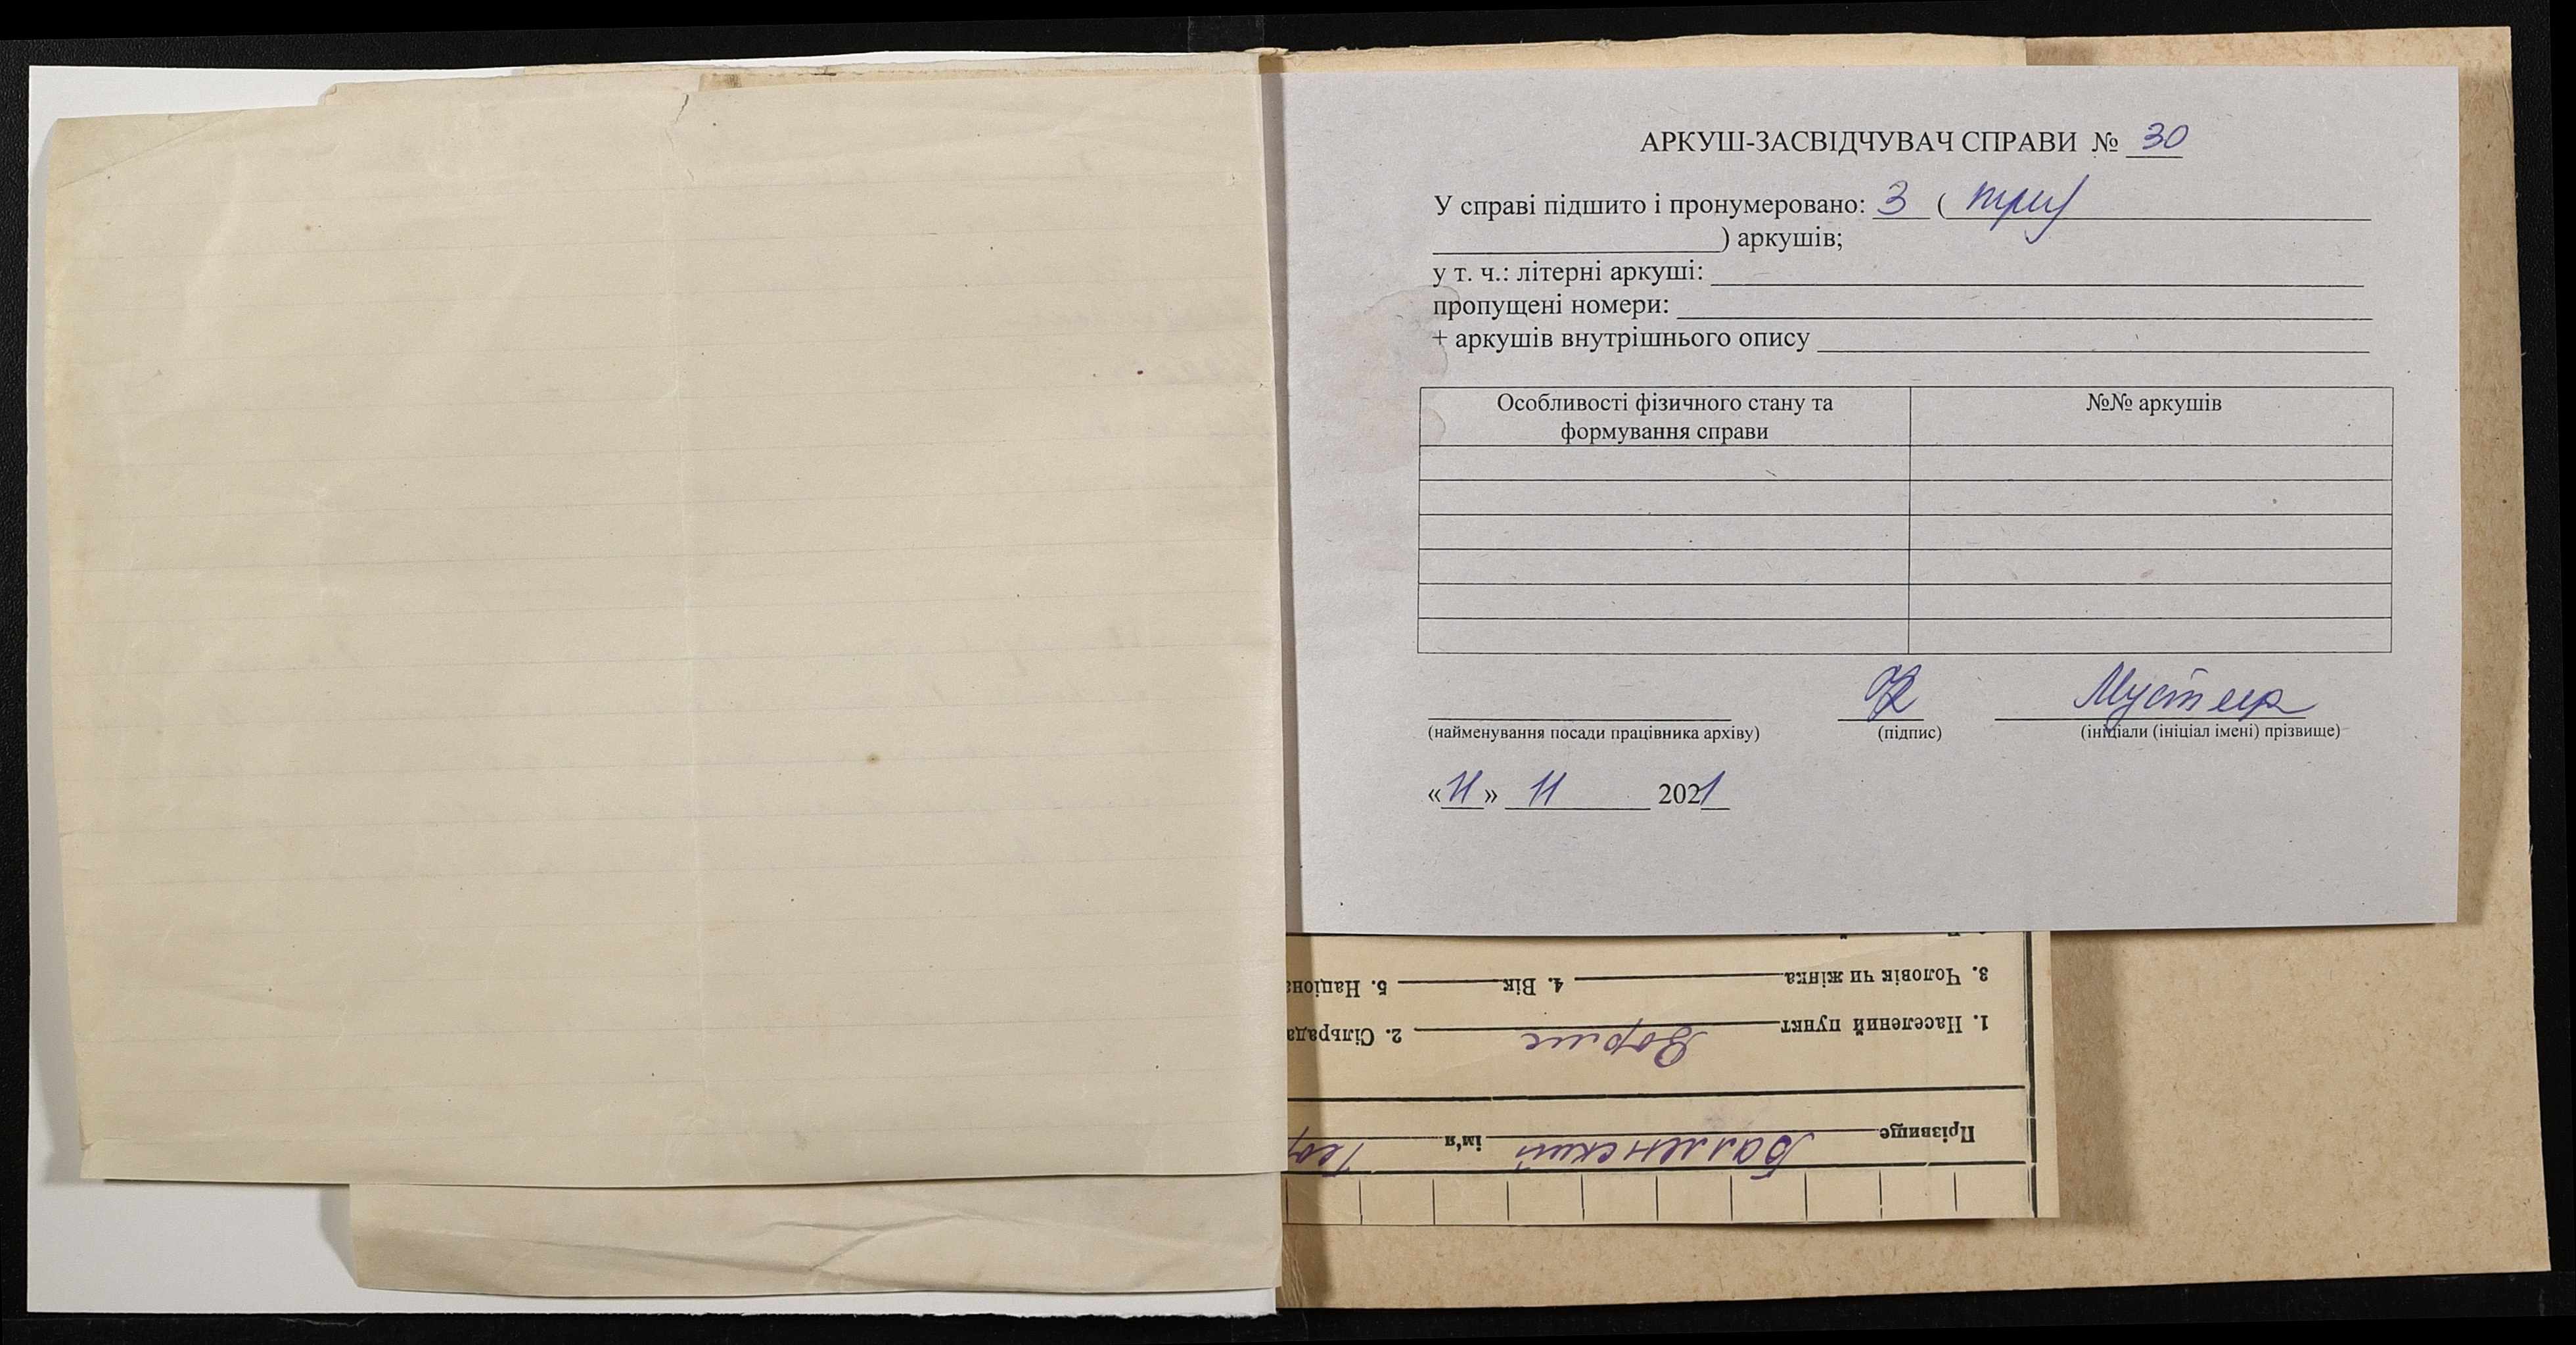 АРКУШ-ЗАСВІДЧУВАЧ СПРАВИ № 30
У справі підшито і пронумеровано: 3 ( три
) аркушів;
у т. ч.: літерні аркуші:
пропущені номери:
+ аркушів внутрішнього опису
Особливості фізичного стану та формування справи
№№ аркушів
(найменування посади працівника архіву) (підпис) (ініціали (ініціал імені) прізвище)
«11» 11 2021
3. Чоловік чи жінка 4. Вік 5. Націона
1. Населений пункт 2. Сільрада
Прізвище ім'я